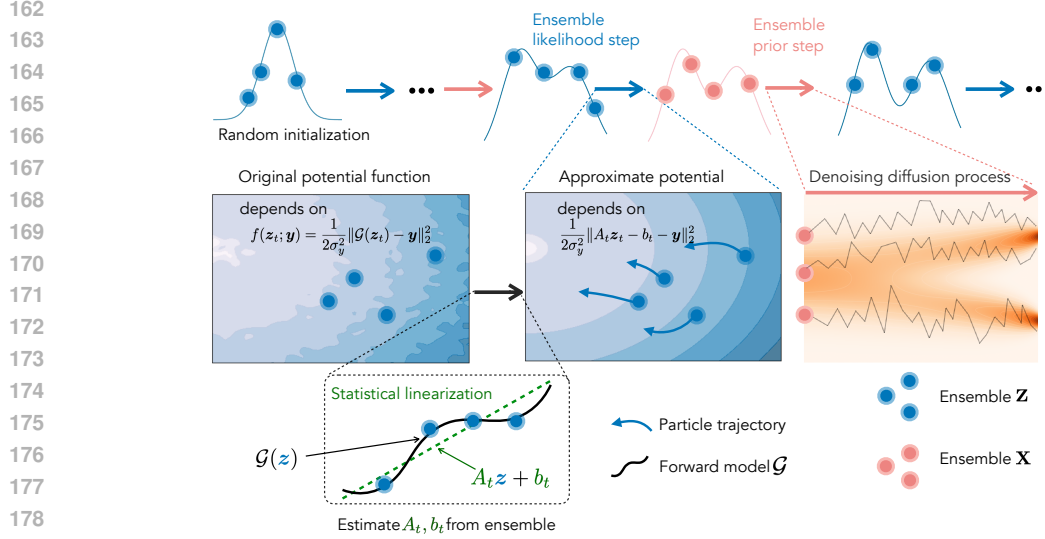 162
163
164
165
166
167
168
169
170
171
172
173
174
175
176
177
178
Ensemble
likelihood step
Ensemble
prior step
Random initialization
Original potential function
Approximate potential
Denoising diffusion process
depends on
f(z_t; y) = \frac{1}{2σ_y^2} ‖𝒢(z_t) − y‖_2^2
depends on
\frac{1}{2σ_y^2} ‖A_t z_t − b_t − y‖_2^2
Statistical linearization
𝒢(z)
A_t z + b_t
Estimate A_t, b_t from ensemble
Particle trajectory
Forward model 𝒢
Ensemble Z
Ensemble X